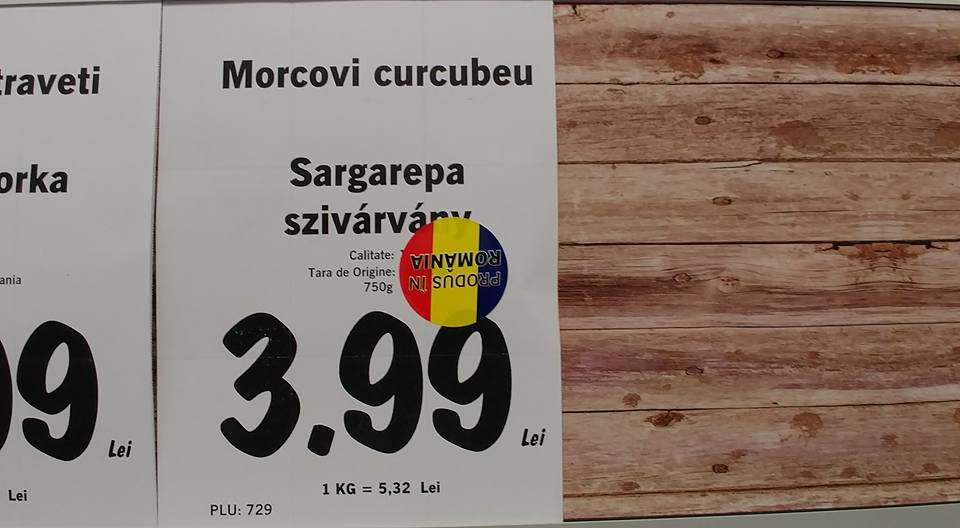 traveti
orka
ania
99 Lei
Lei
Morcovi curcubeu
Sargarepa
szivárvány
Calitate:
Tara de Origine:
750g
PRODUS ÎN
ROMÂNIA
3.99 Lei
1 KG = 5,32 Lei
PLU: 729